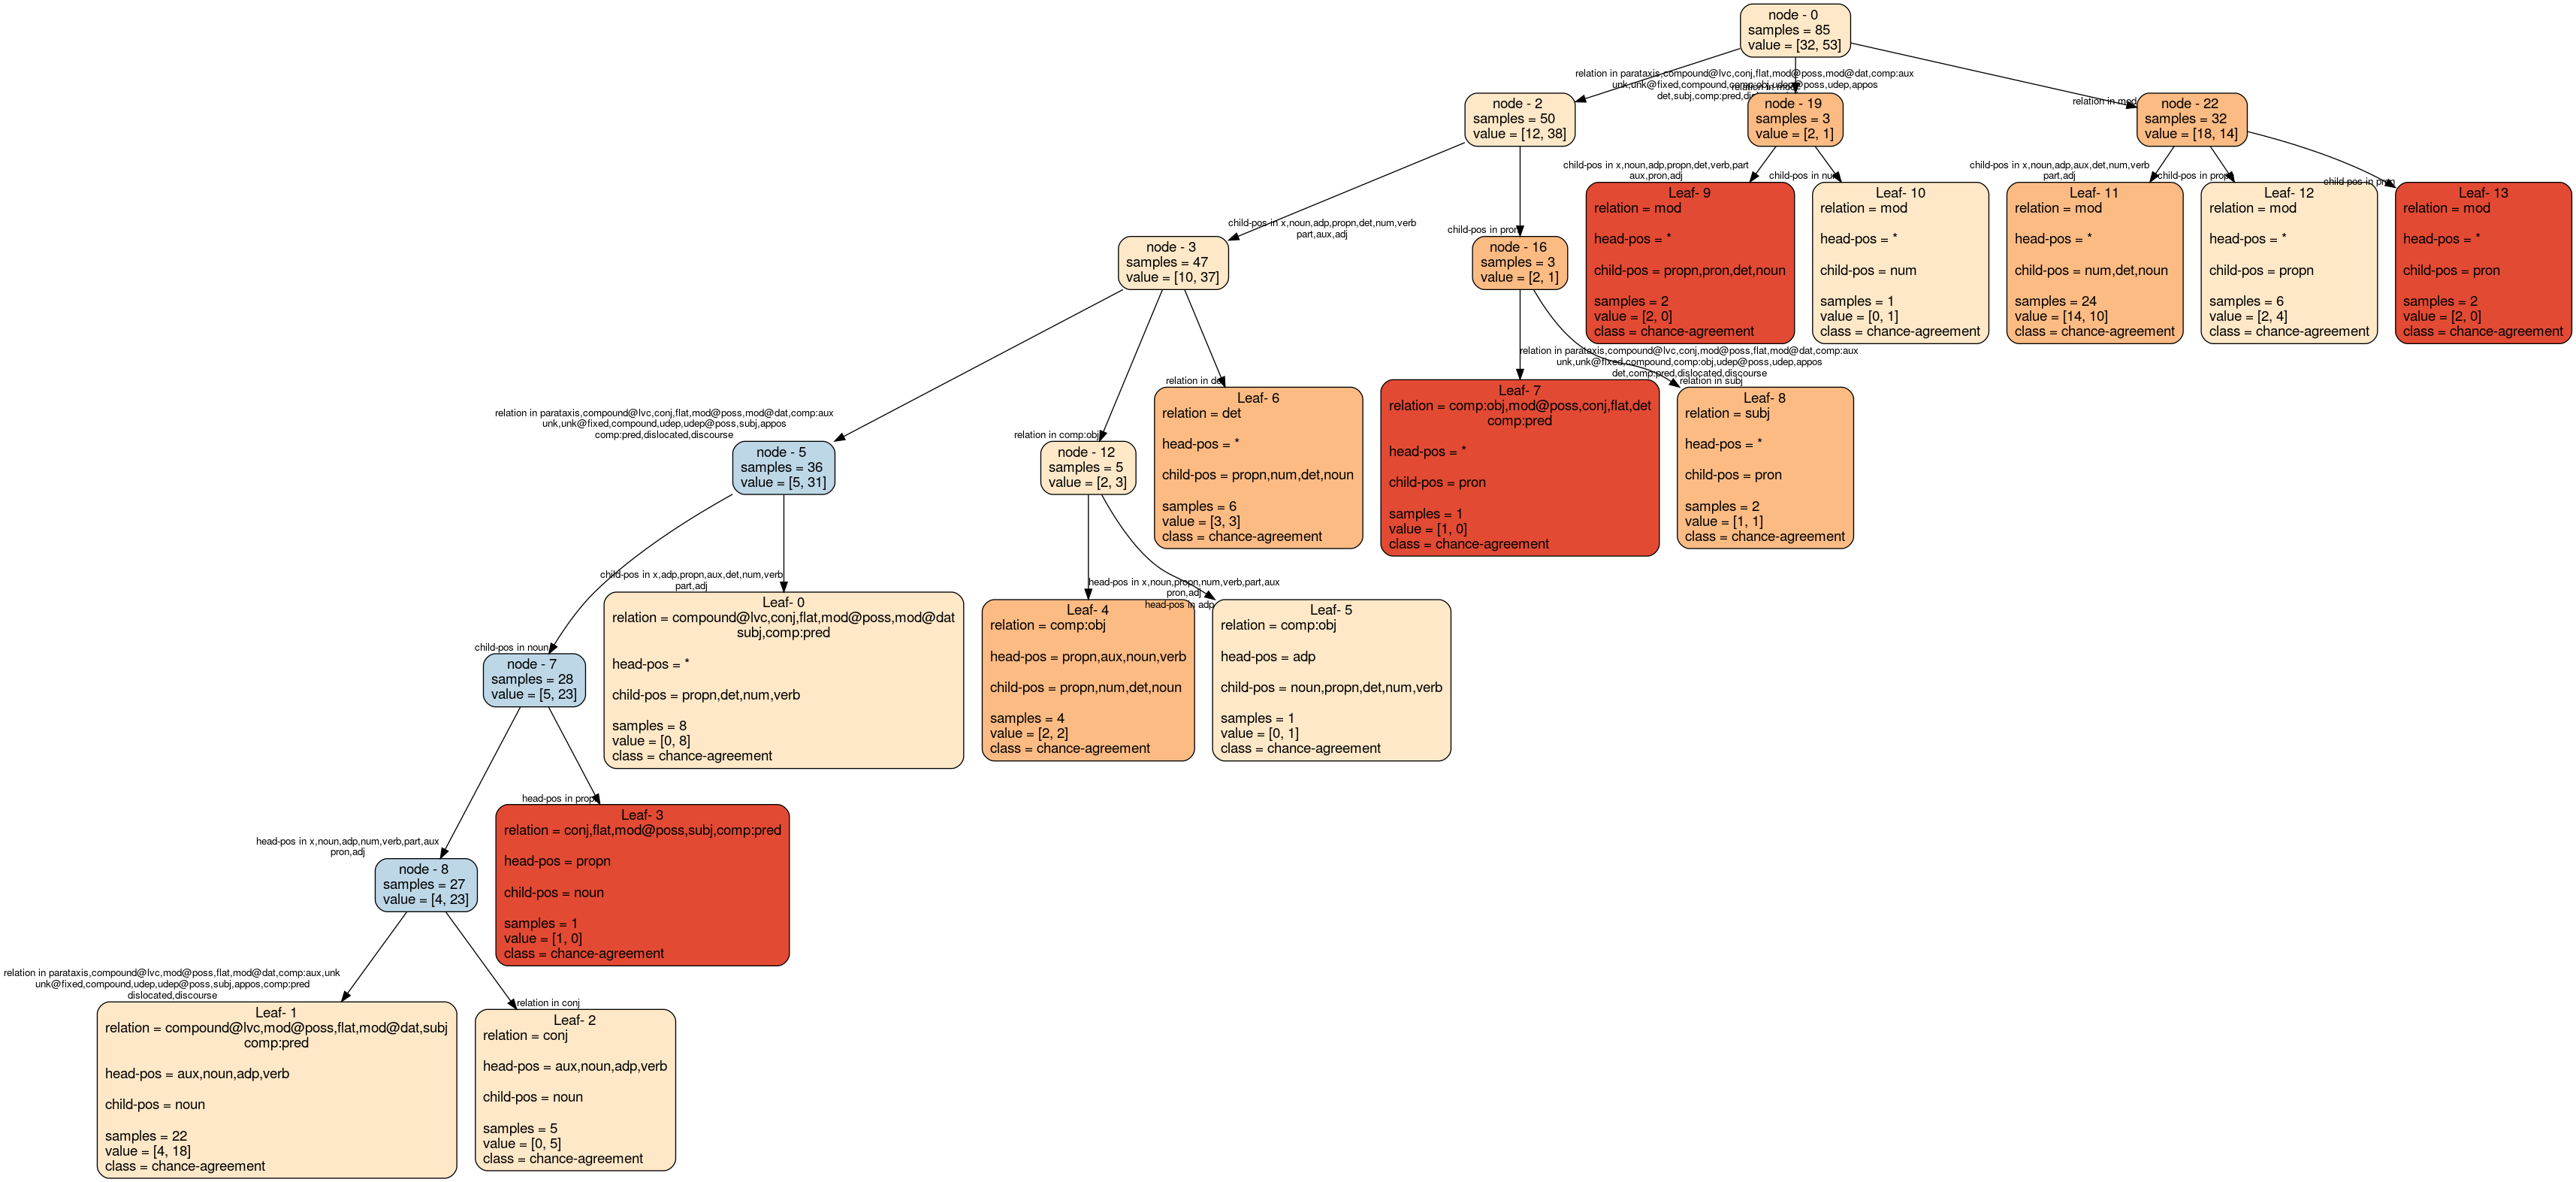 node - 0
samples = 85
value = [32, 53]
relation in parataxis,compound@lvc,conj,flat,mod@poss,mod@dat,comp:aux
unk,unk@fixed,compound,comp:obj,udep@poss,udep,appos
det,subj,comp:pred,
relation in mod
relation in mod
node - 2
samples = 50
value = [12, 38]
node - 19
samples = 3
value = [2, 1]
node - 22
samples = 32
value = [18, 14]
child-pos in x,noun,adp,propn,det,verb,part
aux,pron,adj
child-pos in num
child-pos in x,noun,adp,aux,det,num,verb
part,adj
child-pos in propn
child-pos in pron
Leaf- 9
relation = mod
head-pos = *
child-pos = propn,pron,det,noun
samples = 2
value = [2, 0]
class = chance-agreement
Leaf- 10
relation = mod
head-pos = *
child-pos = num
samples = 1
value = [0, 1]
class = chance-agreement
Leaf- 11
relation = mod
head-pos = *
child-pos = num,det,noun
samples = 24
value = [14, 10]
class = chance-agreement
Leaf- 12
relation = mod
head-pos = *
child-pos = propn
samples = 6
value = [2, 4]
class = chance-agreement
Leaf- 13
relation = mod
head-pos = *
child-pos = pron
samples = 2
value = [2, 0]
class = chance-agreement
child-pos in x,noun,adp,propn,det,num,verb
part,aux,adj
child-pos in pron
node - 3
samples = 47
value = [10, 37]
node - 16
samples = 3
value = [2, 1]
relation in parataxis,compound@lvc,conj,mod@poss,flat,mod@dat,comp:aux
unk,unk@fixed,compound,comp:obj,udep@poss,udep,appos
det,comp:pred,dislocated,discourse
relation in subj
relation in det
Leaf- 6
relation = det
head-pos = *
child-pos = propn,num,det,noun
samples = 6
value = [3, 3]
class = chance-agreement
Leaf- 7
relation = comp:obj,mod@poss,conj,flat,det
comp:pred
head-pos = *
child-pos = pron
samples = 1
value = [1, 0]
class = chance-agreement
Leaf- 8
relation = subj
head-pos = *
child-pos = pron
samples = 2
value = [1, 1]
class = chance-agreement
relation in parataxis,compound@lvc,conj,flat,mod@poss,mod@dat,comp:aux
unk,unk@fixed,compound,udep,udep@poss,subj,appos
comp:pred,dislocated,discourse
relation in comp:obj
node - 5
samples = 36
value = [5, 31]
node - 12
samples = 5
value = [2, 3]
child-pos in x,adp,propn,aux,det,num,verb
part,adj
head-pos in x,noun,propn,num,verb,part,aux
pron,adj
head-pos in adp
Leaf- 0
relation = compound@lvc,conj,flat,mod@poss,mod@dat
subj,comp:pred
head-pos = *
child-pos = propn,det,num,verb
samples = 8
value = [0, 8]
class = chance-agreement
Leaf- 4
relation = comp:obj
head-pos = propn,aux,noun,verb
child-pos = propn,num,det,noun
samples = 4
value = [2, 2]
class = chance-agreement
Leaf- 5
relation = comp:obj
head-pos = adp
child-pos = noun,propn,det,num,verb
samples = 1
value = [0, 1]
class = chance-agreement
child-pos in noun
node - 7
samples = 28
value = [5, 23]
head-pos in propn
head-pos in x,noun,adp,num,verb,part,aux
pron,adj
Leaf- 3
relation = conj,flat,mod@poss,subj,comp:pred
head-pos = propn
child-pos = noun
samples = 1
value = [1, 0]
class = chance-agreement
node - 8
samples = 27
value = [4, 23]
relation in parataxis,compound@lvc,mod@poss,flat,mod@dat,comp:aux,unk
unk@fixed,compound,udep,udep@poss,subj,appos,comp:pred
dislocated,discourse
relation in conj
Leaf- 1
relation = compound@lvc,mod@poss,flat,mod@dat,subj
comp:pred
head-pos = aux,noun,adp,verb
child-pos = noun
samples = 22
value = [4, 18]
class = chance-agreement
Leaf- 2
relation = conj
head-pos = aux,noun,adp,verb
child-pos = noun
samples = 5
value = [0, 5]
class = chance-agreement